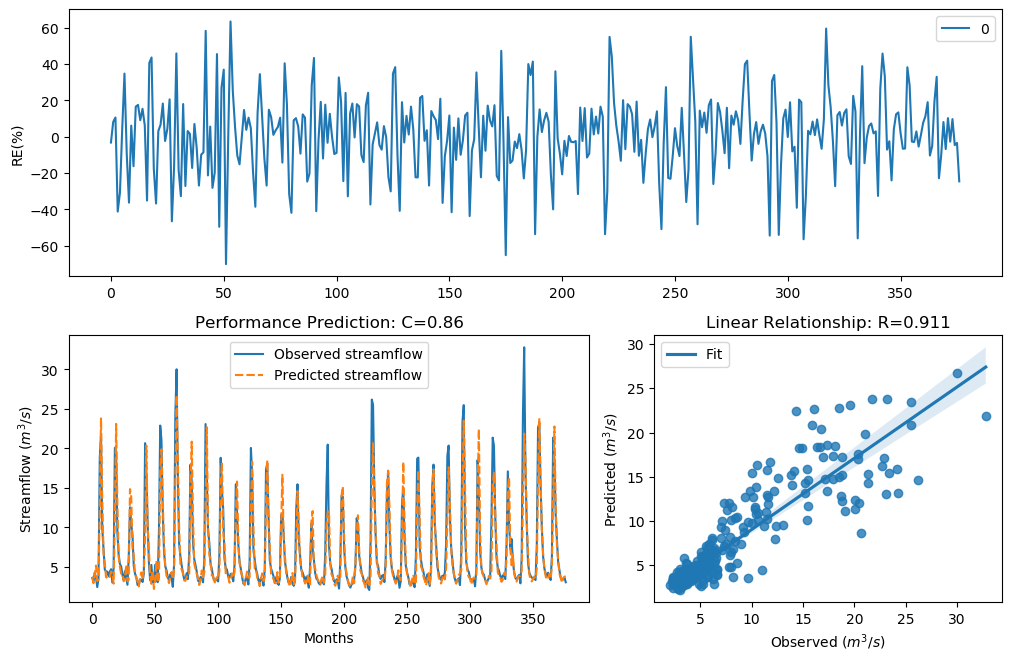 60
40
20
0
−20
−40
−60
RE(%)
0
0 50 100 150 200 250 300 350
Performance Prediction: C=0.86
Observed streamflow
Predicted streamflow
30
25
20
15
10
5
Streamflow (m³/s)
0 50 100 150 200 250 300 350
Months
Linear Relationship: R=0.911
Fit
30
25
20
15
10
5
Predicted (m³/s)
5 10 15 20 25 30
Observed (m³/s)